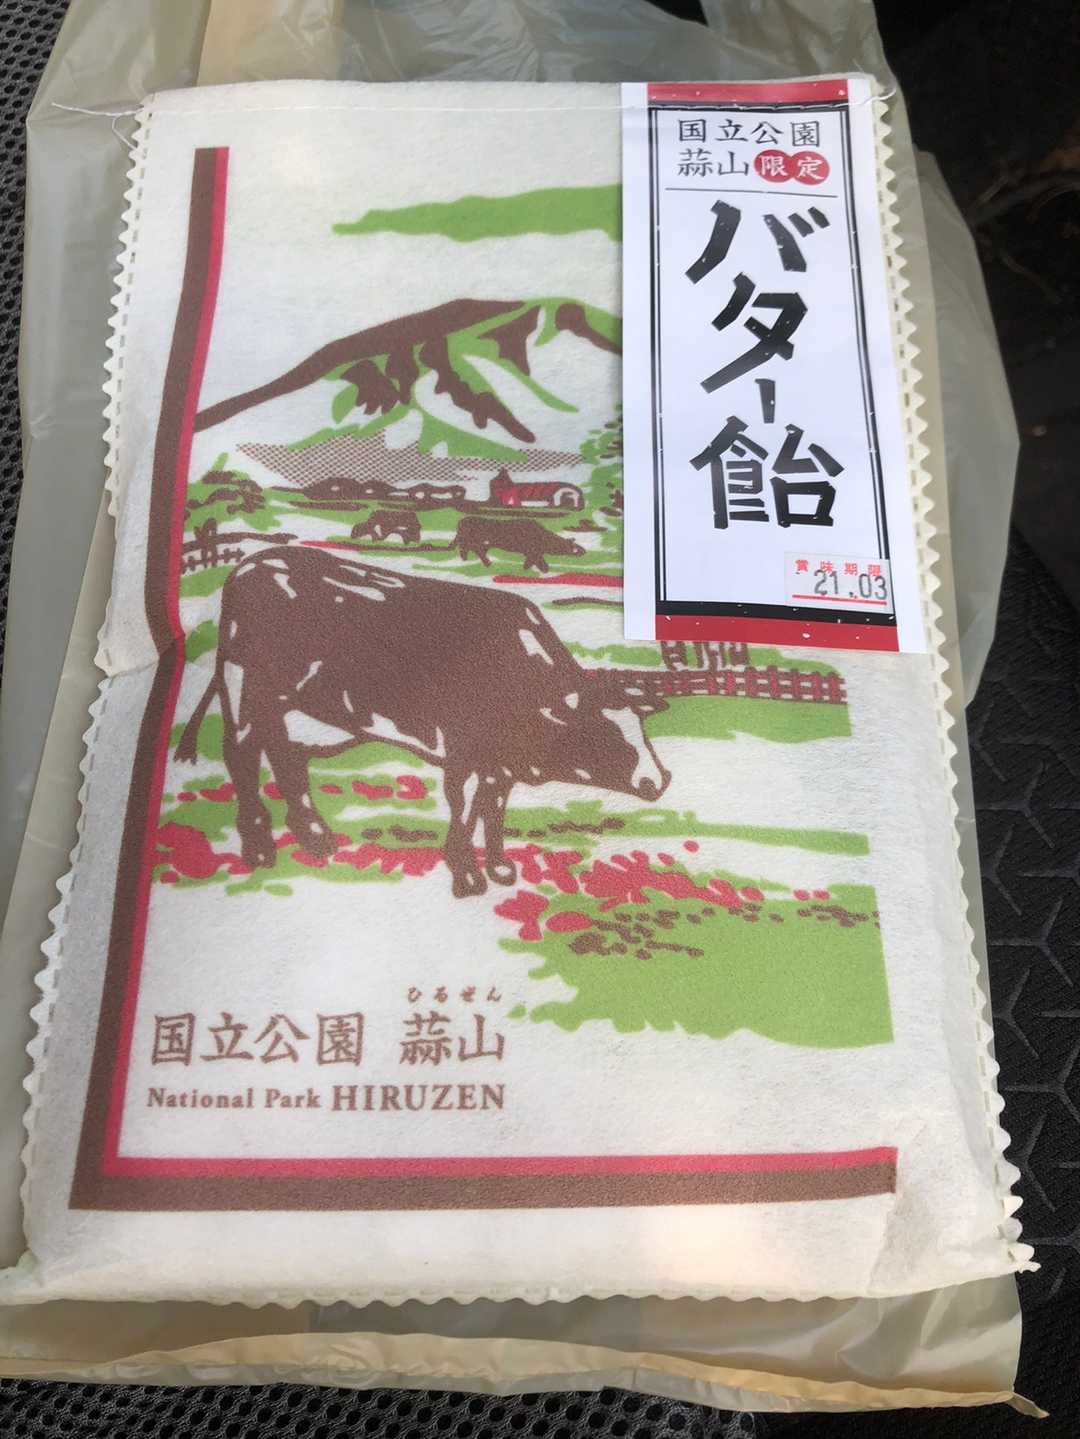 国立公園
蒜山限定
バター飴
賞味期限
21.03
ひるぜん
国立公園 蒜山
National Park HIRUZEN